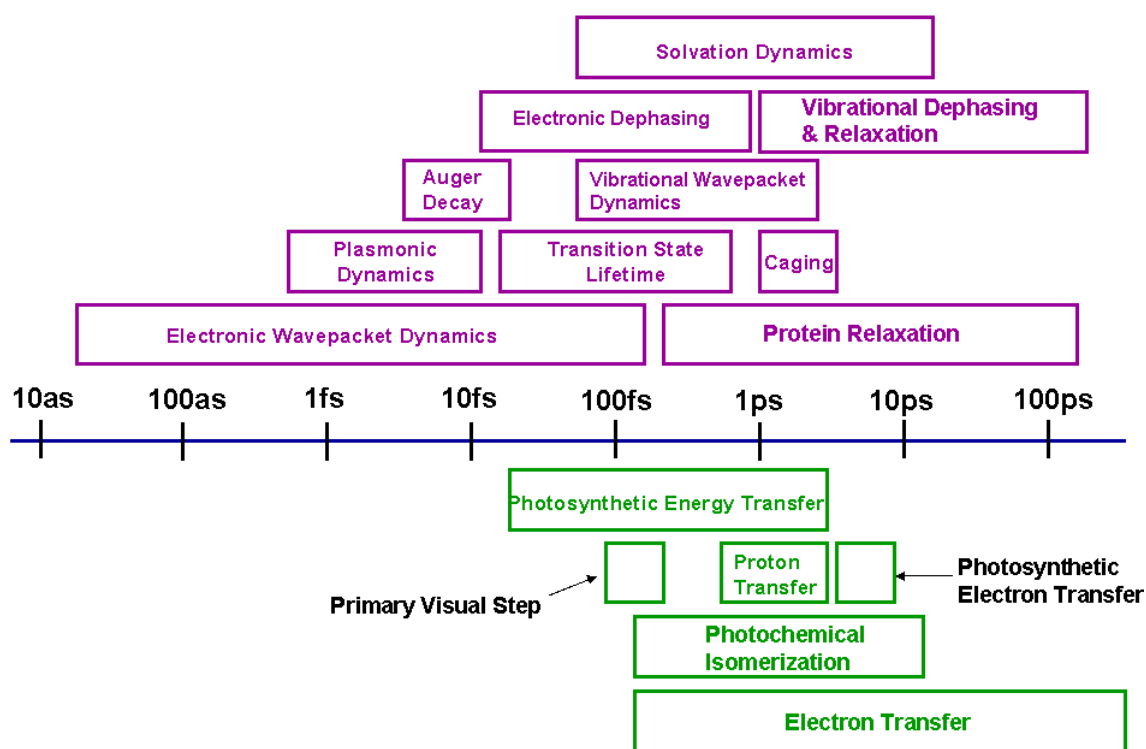 Solvation Dynamics
Electronic Dephasing
Vibrational Dephasing
& Relaxation
Auger
Decay
Vibrational Wavepacket
Dynamics
Plasmonic
Dynamics
Transition State
Lifetime
Caging
Electronic Wavepacket Dynamics
Protein Relaxation
10as 100as 1fs 10fs 100fs 1ps 10ps 100ps
Photosynthetic Energy Transfer
Primary Visual Step
Proton
Transfer
Photosynthetic
Electron Transfer
Photochemical
Isomerization
Electron Transfer